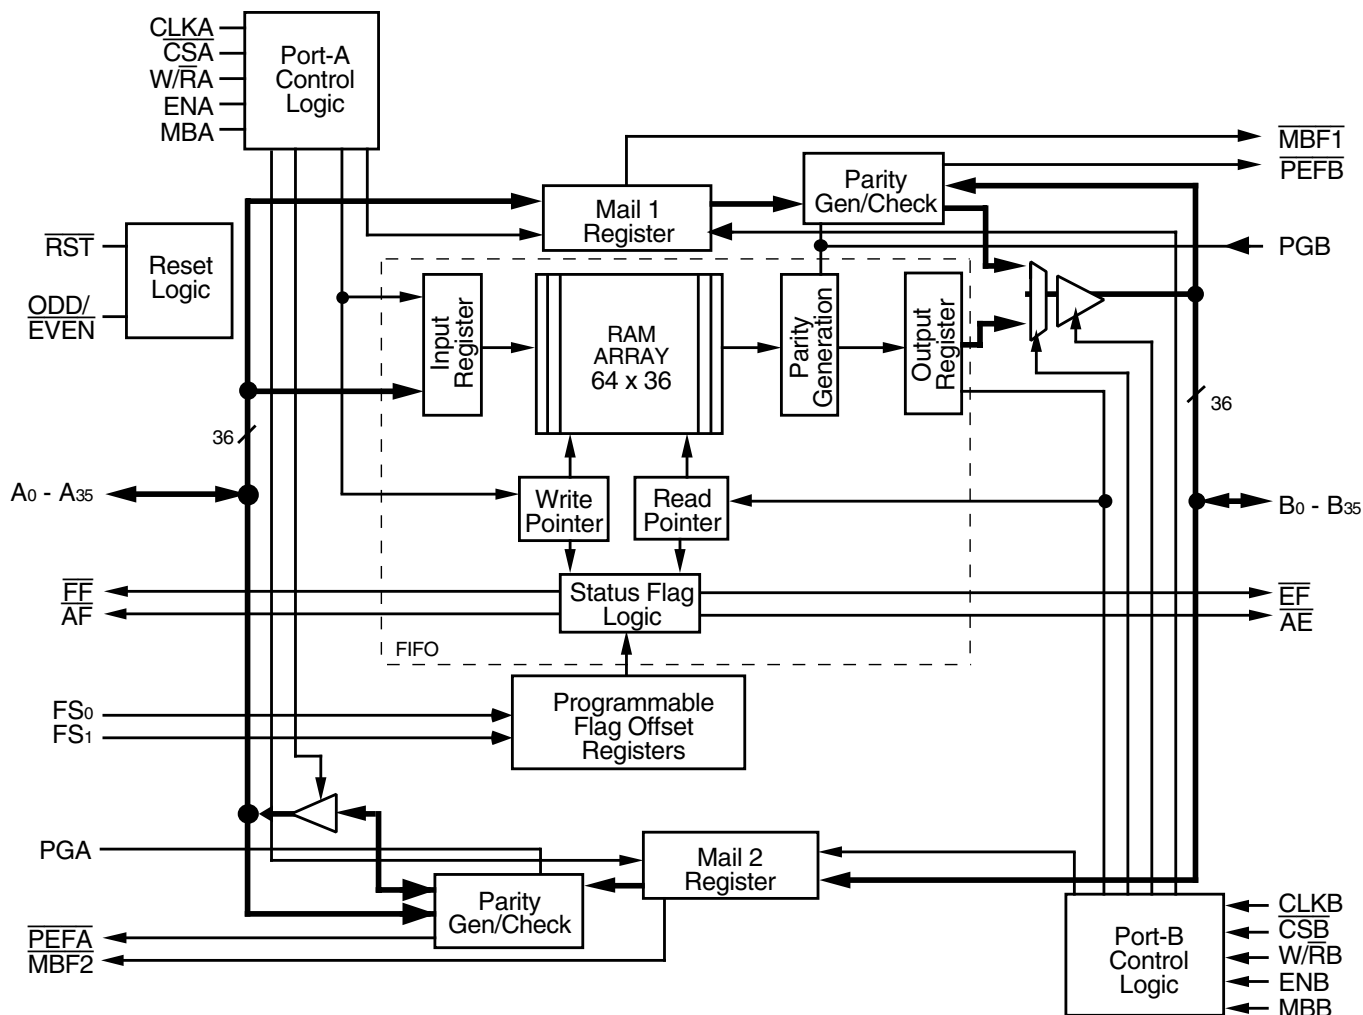 CLKA
CSA
W/RA
ENA
MBA
Port-A
Control
Logic
MBF1
PEFB
Parity
Gen/Check
Mail 1
Register
PGB
RST
ODD/
EVEN
Reset
Logic
Input
Register
RAM
ARRAY
64 x 36
Parity
Generation
Output
Register
36
36
A0 - A35
Write
Pointer
Read
Pointer
B0 - B35
FF
AF
Status Flag
Logic
EF
AE
FIFO
FS0
FS1
Programmable
Flag Offset
Registers
PGA
Mail 2
Register
Parity
Gen/Check
PEFA
MBF2
Port-B
Control
Logic
CLKB
CSB
W/RB
ENB
MBB